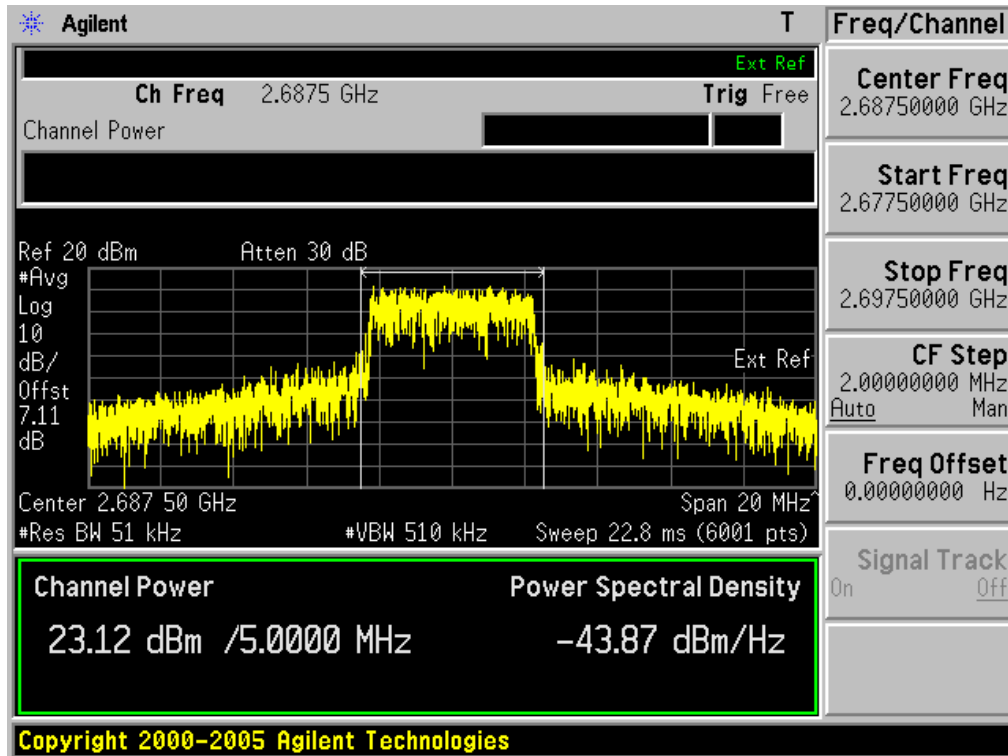 Agilent T
Freq/Channel
Ext Ref
Ch Freq 2.6875 GHz Trig Free
Channel Power
Ref 20 dBm Atten 30 dB
#Avg
Log
10
dB/
Offst
7.11
dB
Ext Ref
Center 2.687 50 GHz Span 20 MHz^
#Res BW 51 kHz #VBW 510 kHz Sweep 22.8 ms (6001 pts)
Channel Power Power Spectral Density
23.12 dBm /5.0000 MHz -43.87 dBm/Hz
Copyright 2000-2005 Agilent Technologies
Center Freq
2.68750000 GHz
Start Freq
2.67750000 GHz
Stop Freq
2.69750000 GHz
CF Step
2.00000000 MHz
Auto Man
Freq Offset
0.00000000 Hz
Signal Track
On Off